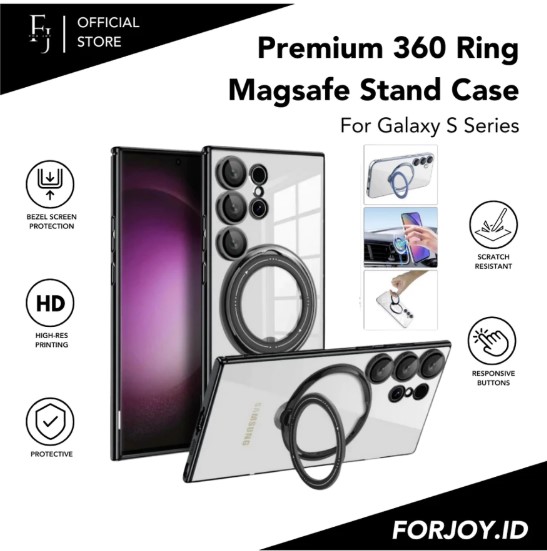 FJ
OFFICIAL
STORE
Premium 360 Ring
Magsafe Stand Case
For Galaxy S Series
BEZEL SCREEN
PROTECTION
HD
HIGH-RES
PRINTING
PROTECTIVE
SCRATCH
RESISTANT
RESPONSIVE
BUTTONS
SAMSUNG
FORJOY.ID